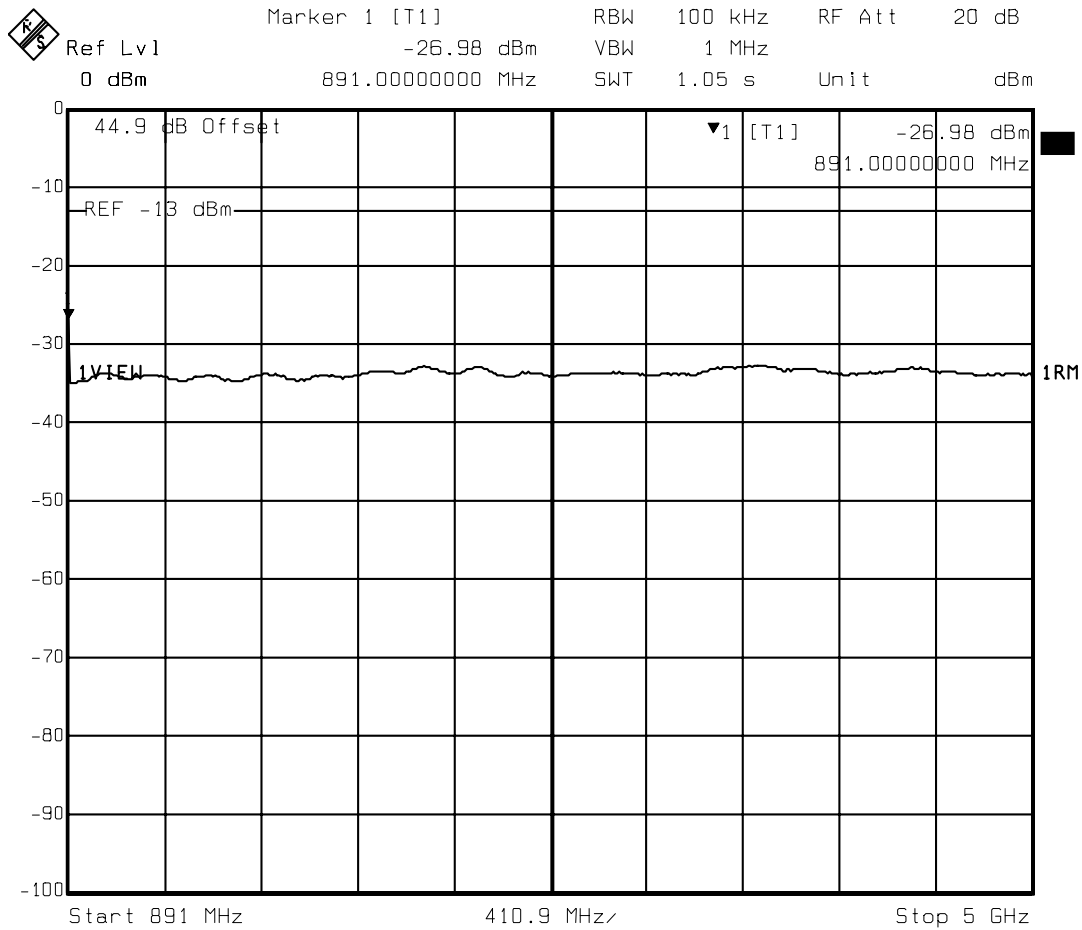 R S
Marker 1 [T1] RBW 100 kHz RF Att 20 dB
Ref Lvl -26.98 dBm VBW 1 MHz
0 dBm 891.00000000 MHz SWT 1.05 s Unit dBm
0
44.9 dB Offset ▼1 [T1] -26.98 dBm
891.00000000 MHz
-10
REF -13 dBm
-20
-30
1VIEW 1RM
-40
-50
-60
-70
-80
-90
-100
Start 891 MHz 410.9 MHz/ Stop 5 GHz